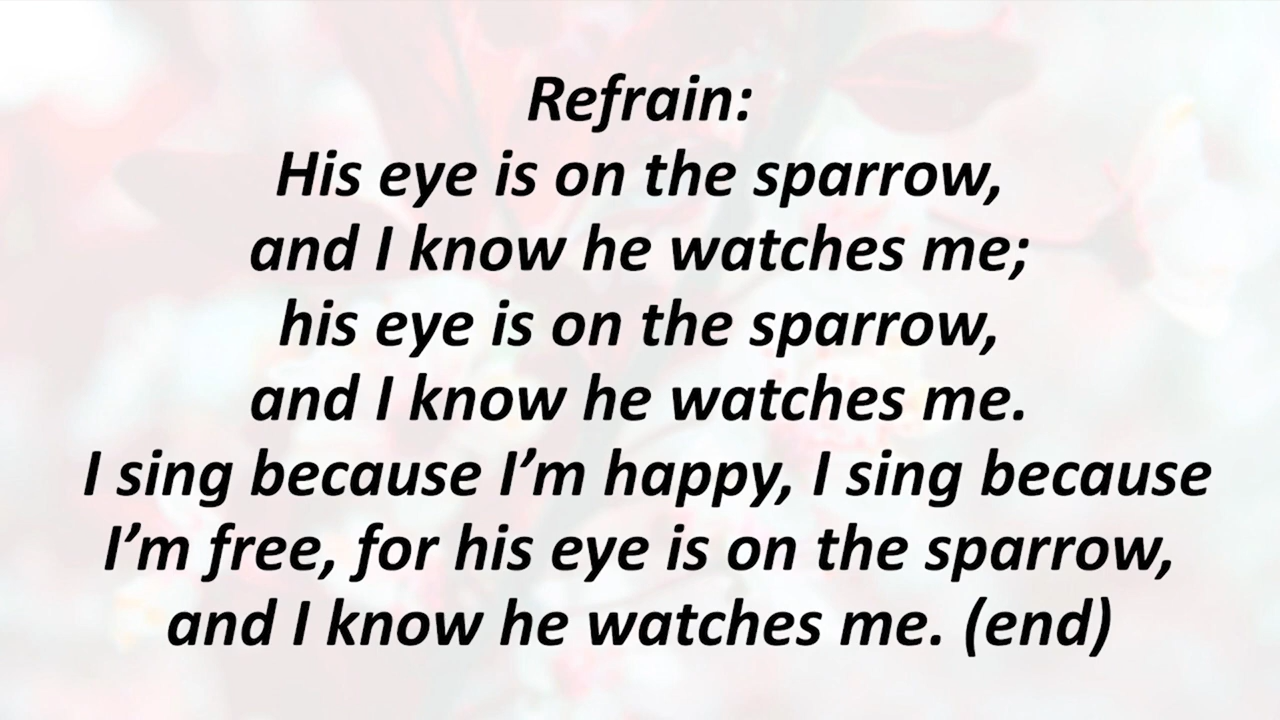 Refrain:
His eye is on the sparrow,
and I know he watches me;
his eye is on the sparrow,
and I know he watches me.
I sing because I’m happy, I sing because
I’m free, for his eye is on the sparrow,
and I know he watches me. (end)